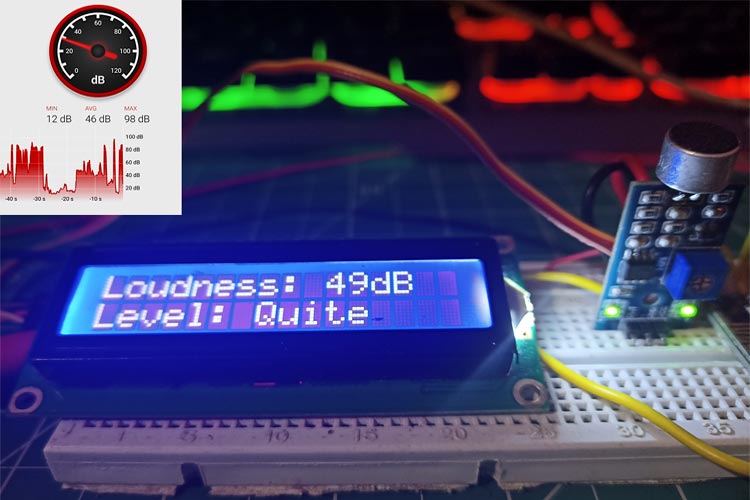 60
40 80
20 100
0 120
dB
MIN AVG MAX
12 dB 46 dB 98 dB
100 dB
80 dB
60 dB
40 dB
20 dB
-40 s -30 s -20 s -10 s
Loudness: 49dB
Level: Quite
1 5 10 15 20 25 30 35